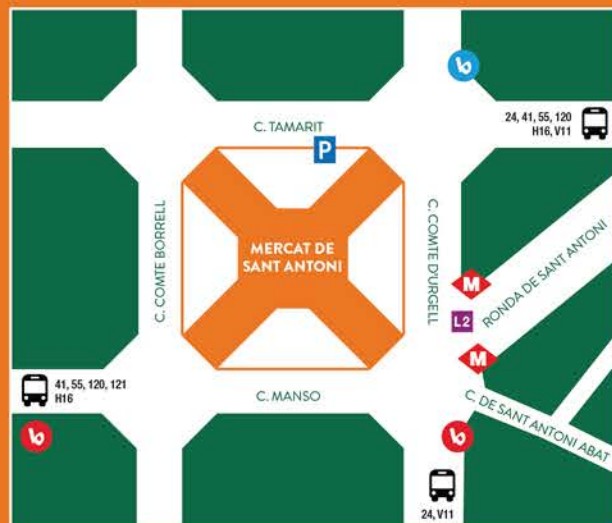 24, 41, 55, 120
H16, V11
C. TAMARIT
P
C. COMTE BORRELL
MERCAT DE
SANT ANTONI
C. COMTE D'URGELL
M
L2
RONDA DE SANT ANTONI
M
41, 55, 120, 121
H16
C. MANSO
C. DE SANT ANTONI ABAT
24, V11